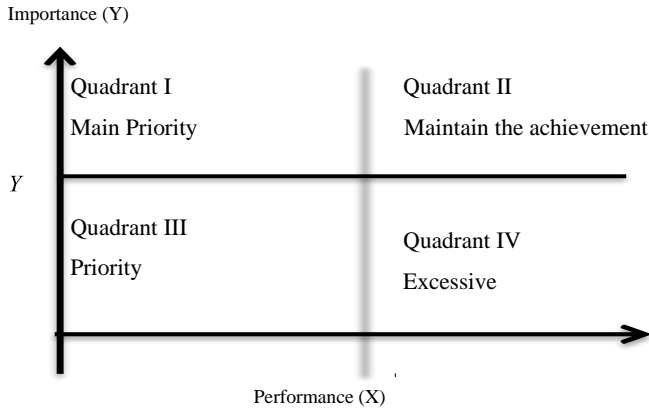 Importance (Y)
Quadrant I
Main Priority
Quadrant II
Maintain the achievement
Y
Quadrant III
Priority
Quadrant IV
Excessive
Performance (X)